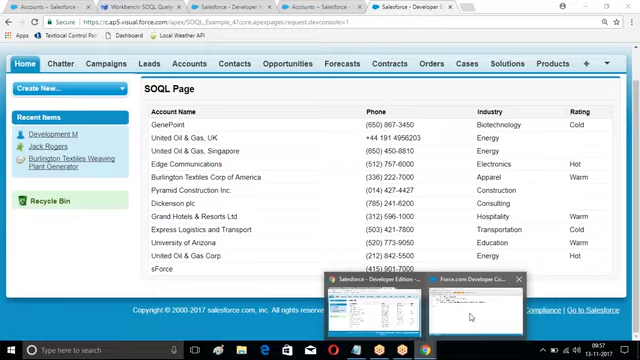 Accounts ~ Salesforce
Workbench: SOQL Query
Salesforce - Developer E
Accounts ~ Salesforce -
Salesforce - Developer E
Secure
https://c.ap5.visual.force.com/apex/SOQL_Example_4?core.apexpages.request.devconsole=1
Apps
Textlocal Control Pan
Dashboard
Local Weather API
Home Chatter Campaigns Leads Accounts Contacts Opportunities Forecasts Contracts Orders Cases Solutions Products +
Create New...
Recent Items
Development M
Jack Rogers
Burlington Textiles Weaving
Plant Generator
Recycle Bin
SOQL Page
Account Name Phone Industry Rating
GenePoint (650) 867-3450 Biotechnology Cold
United Oil & Gas, UK +44 191 4956203 Energy
United Oil & Gas, Singapore (650) 450-8810 Energy
Edge Communications (512) 757-6000 Electronics Hot
Burlington Textiles Corp of America (336) 222-7000 Apparel Warm
Pyramid Construction Inc. (014) 427-4427 Construction
Dickenson plc (785) 241-6200 Consulting
Grand Hotels & Resorts Ltd (312) 596-1000 Hospitality Warm
Express Logistics and Transport (503) 421-7800 Transportation Cold
University of Arizona (520) 773-9050 Education Warm
United Oil & Gas Corp. (212) 842-5500 Energy Hot
sForce (415) 901-7000
Salesforce - Developer Edition -...
Force.com Developer Co...
Copyright © 2000-2017 salesforce.com, inc. All rights reserved.
Compliance | Go to Salesforce
Type here to search
09:57
13-11-2017